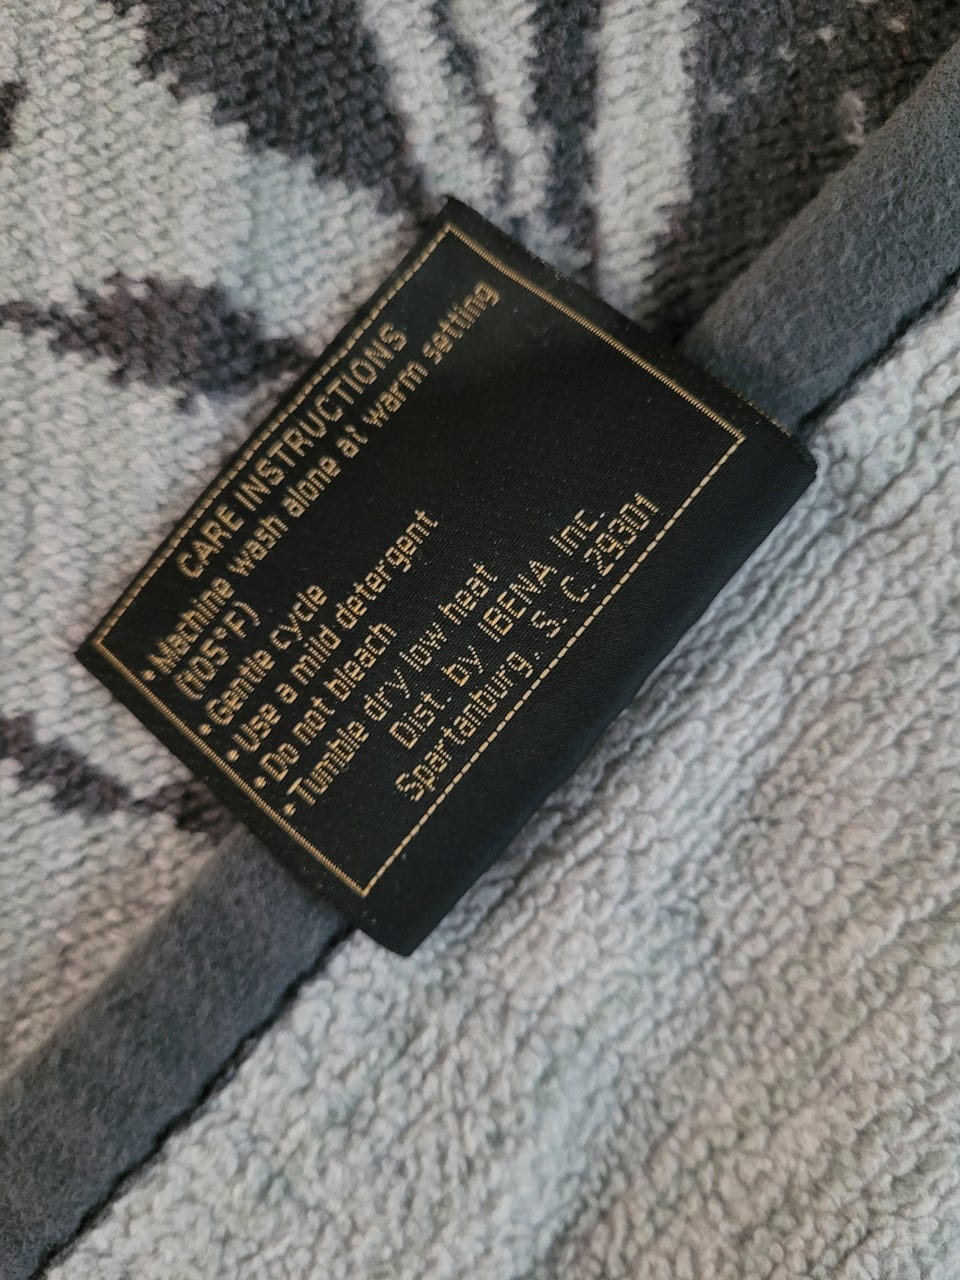 CARE INSTRUCTIONS
• Machine wash alone at warm setting
(105°F)
• Gentle cycle
• Use a mild detergent
• Do not bleach
• Tumble dry low heat
Dist. by IBENA Inc.
Spartanburg, S.C. 29301